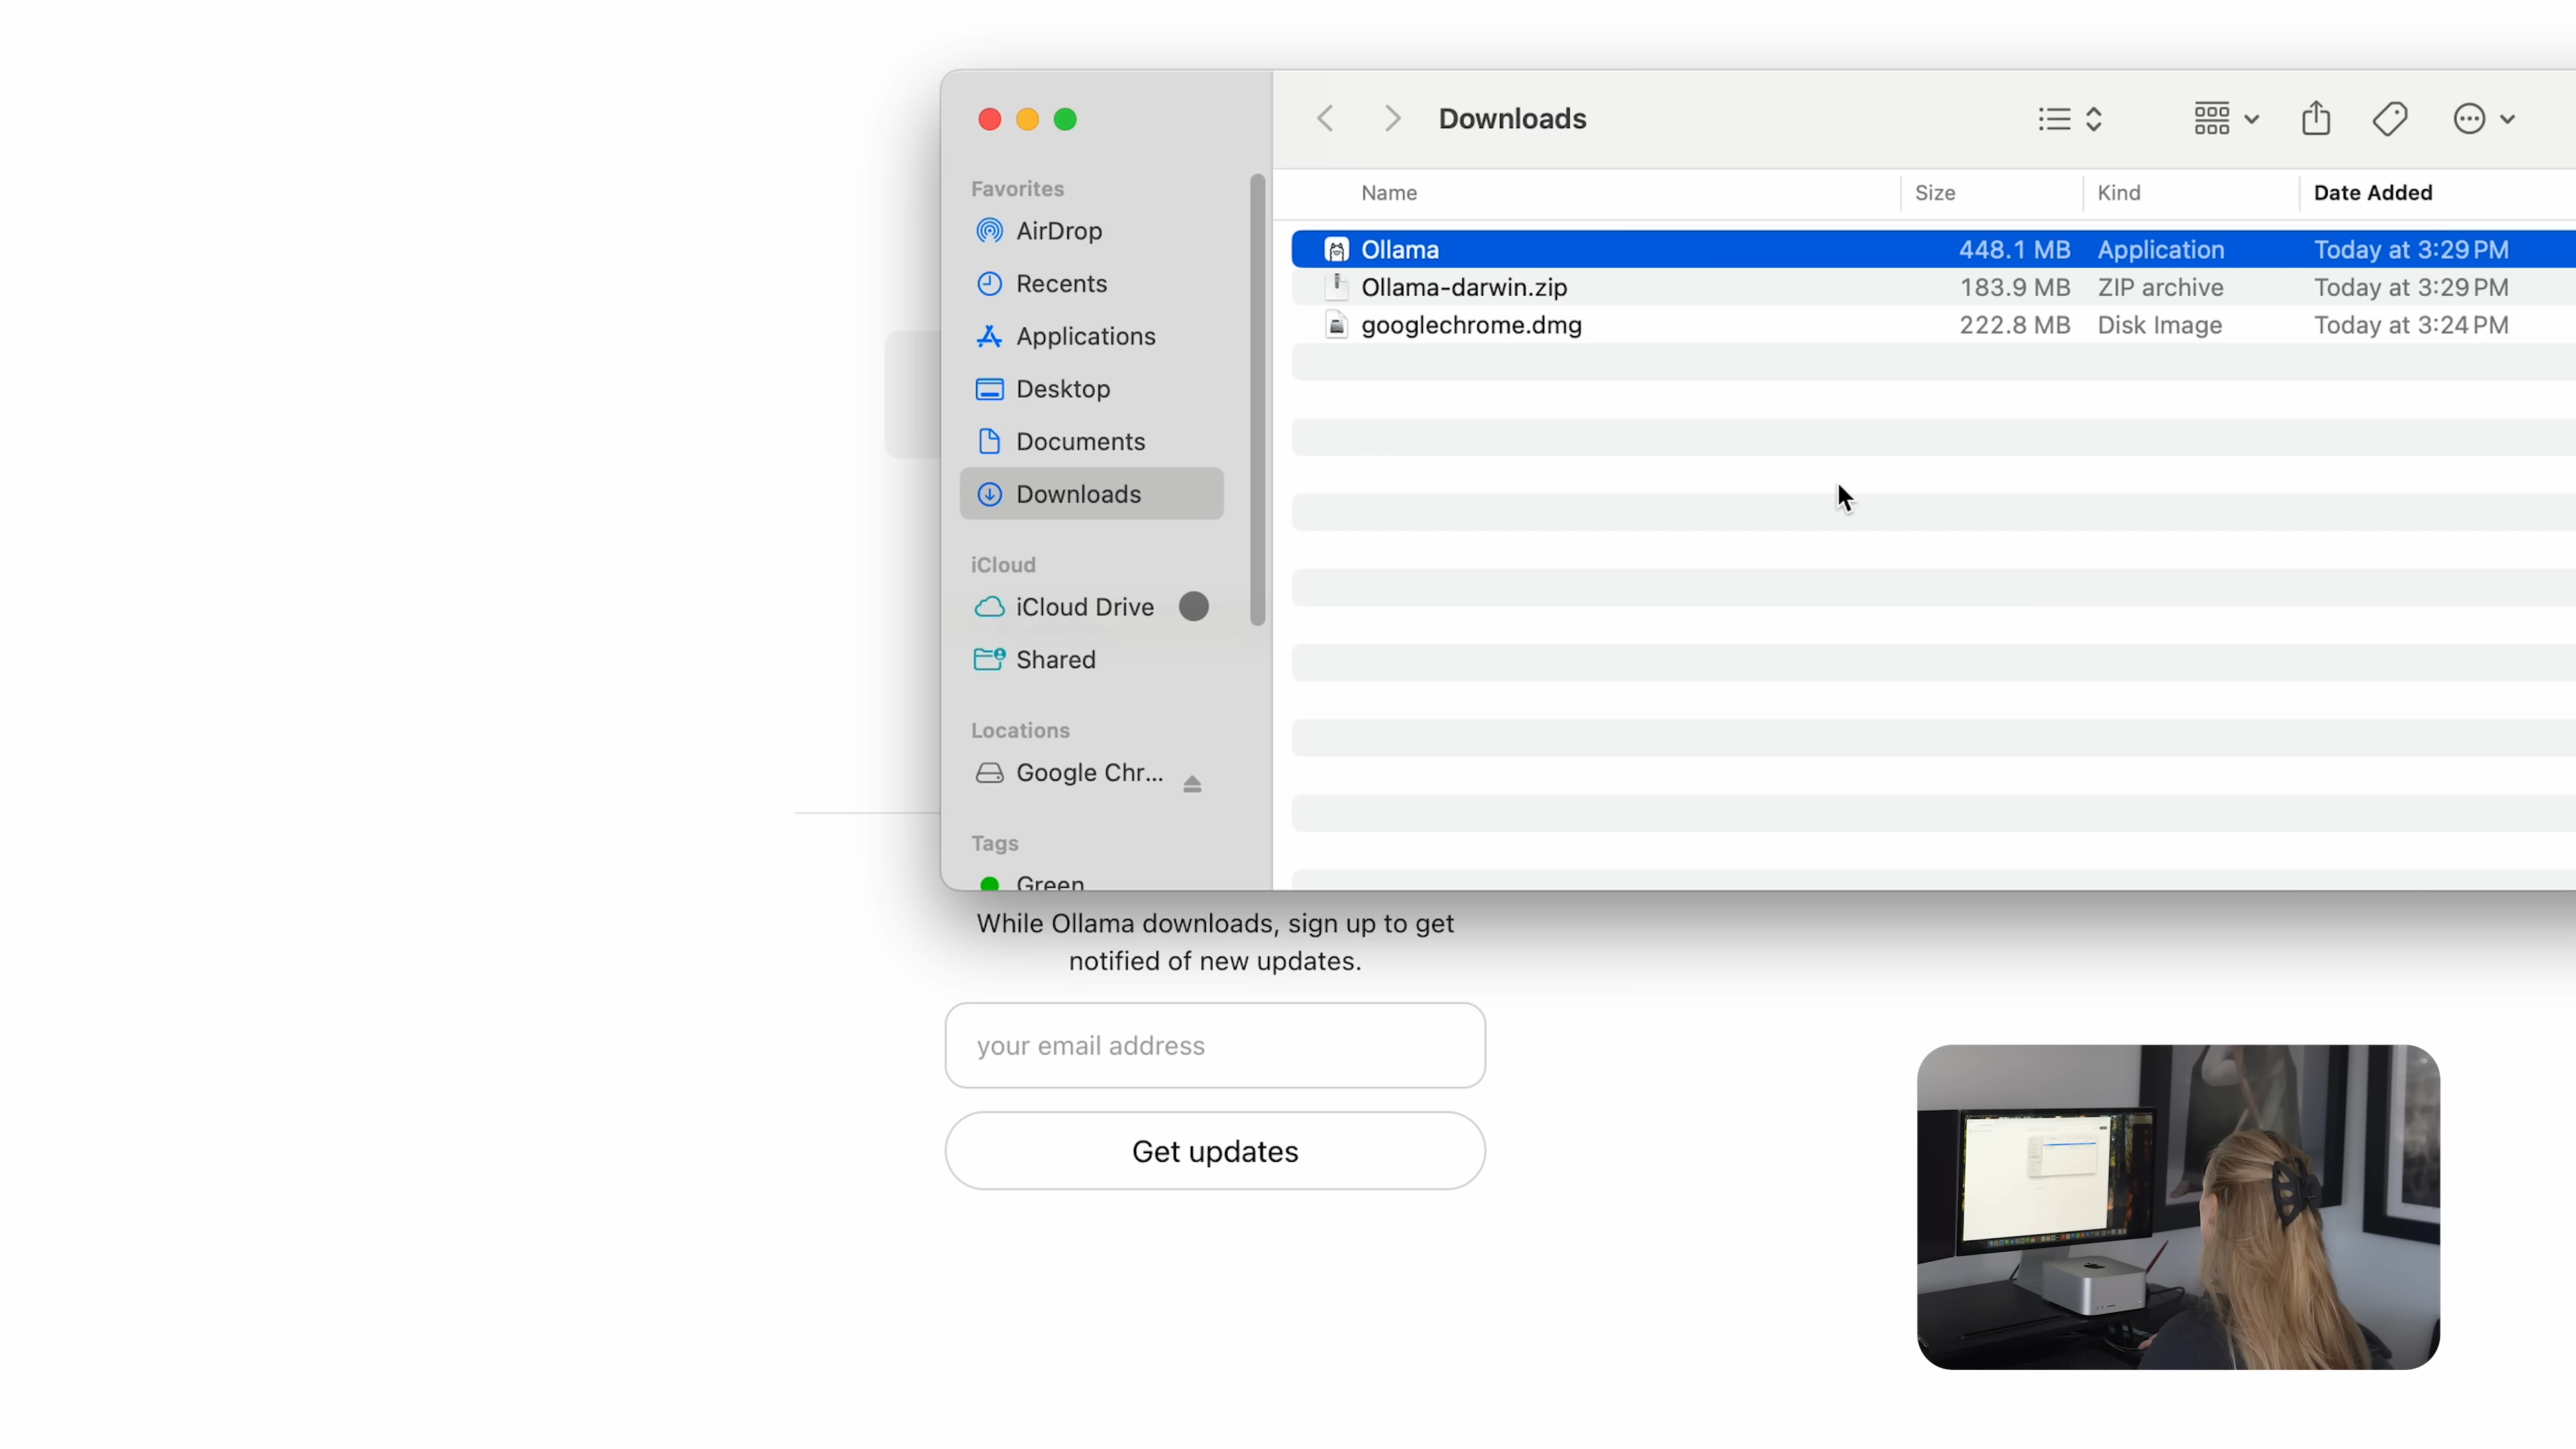 Downloads
Favorites
AirDrop
Recents
Applications
Desktop
Documents
Downloads
iCloud
iCloud Drive
Shared
Locations
Google Chr...
Tags
Green
Name Size Kind Date Added
Ollama 448.1 MB Application Today at 3:29 PM
Ollama-darwin.zip 183.9 MB ZIP archive Today at 3:29 PM
googlechrome.dmg 222.8 MB Disk Image Today at 3:24 PM
While Ollama downloads, sign up to get
notified of new updates.
your email address
Get updates